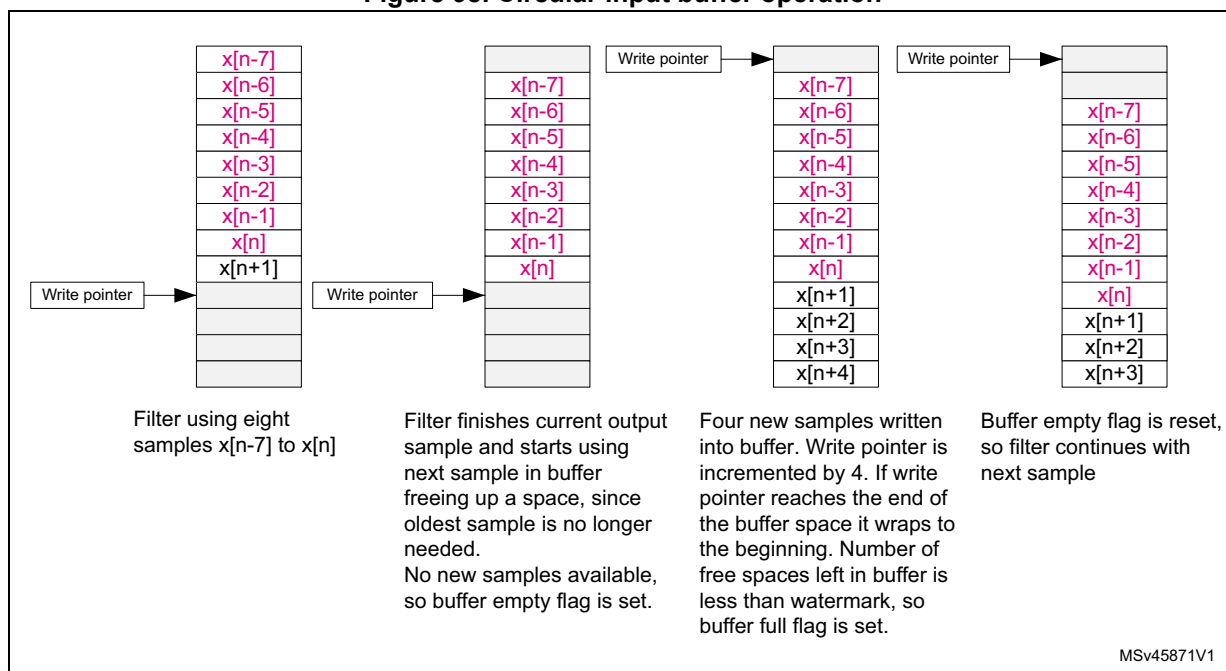 Figure 68. Circular input buffer operation
x[n-7]
x[n-6]
x[n-5]
x[n-4]
x[n-3]
x[n-2]
x[n-1]
x[n]
x[n+1]
Write pointer
Filter using eight
samples x[n-7] to x[n]
x[n-7]
x[n-6]
x[n-5]
x[n-4]
x[n-3]
x[n-2]
x[n-1]
x[n]
Write pointer
Filter finishes current output
sample and starts using
next sample in buffer
freeing up a space, since
oldest sample is no longer
needed.
No new samples available,
so buffer empty flag is set.
Write pointer
x[n-7]
x[n-6]
x[n-5]
x[n-4]
x[n-3]
x[n-2]
x[n-1]
x[n]
x[n+1]
x[n+2]
x[n+3]
x[n+4]
Four new samples written
into buffer. Write pointer is
incremented by 4. If write
pointer reaches the end of
the buffer space it wraps to
the beginning. Number of
free spaces left in buffer is
less than watermark, so
buffer full flag is set.
Write pointer
x[n-7]
x[n-6]
x[n-5]
x[n-4]
x[n-3]
x[n-2]
x[n-1]
x[n]
x[n+1]
x[n+2]
x[n+3]
Buffer empty flag is reset,
so filter continues with
next sample
MSv45871V1